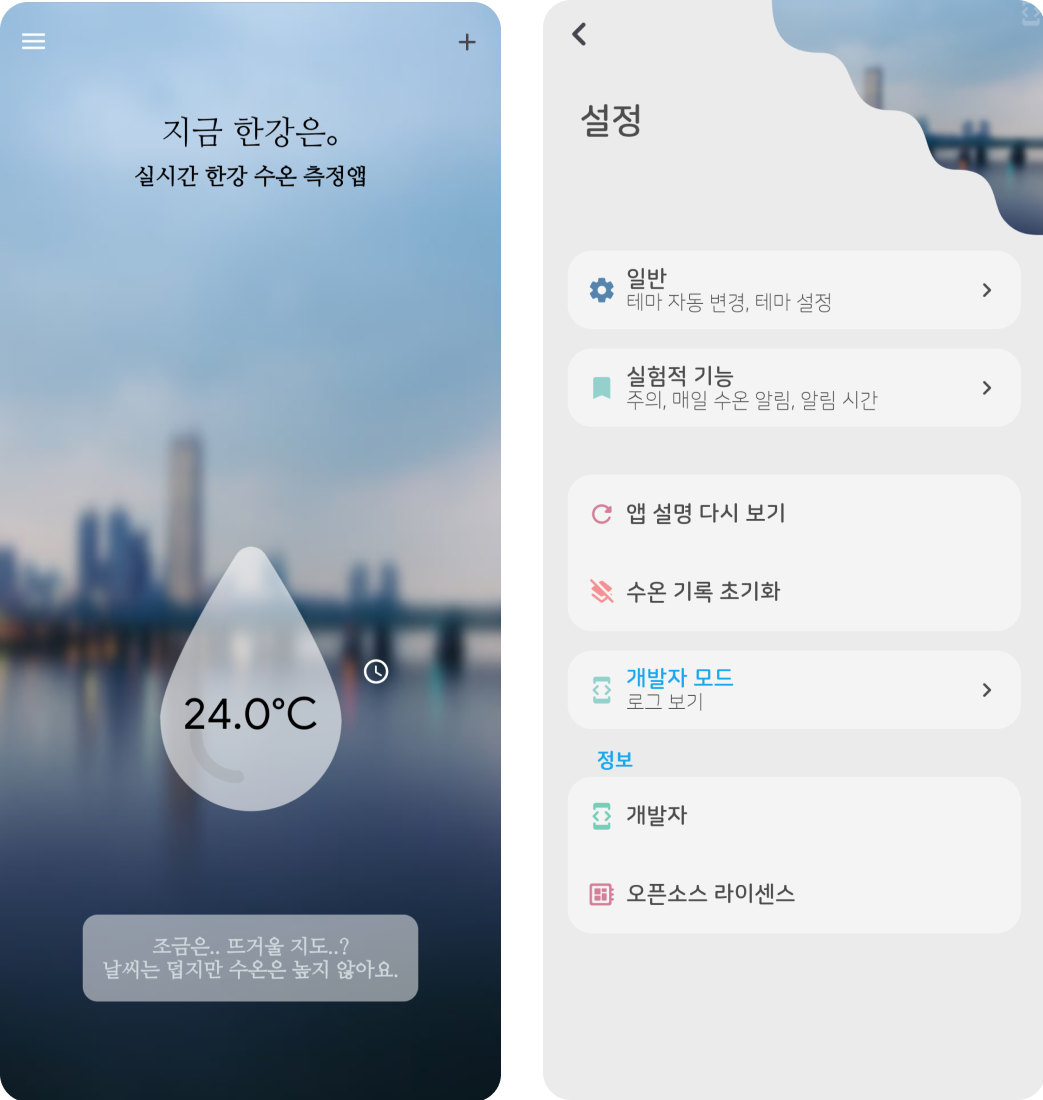 지금 한강은。
실시간 한강 수온 측정앱
24.0°C
조금은.. 뜨거울 지도..?
날씨는 덥지만 수온은 높지 않아요.
설정
일반
테마 자동 변경, 테마 설정
실험적 기능
주의, 매일 수온 알림, 알림 시간
앱 설명 다시 보기
수온 기록 초기화
개발자 모드
로그 보기
정보
개발자
오픈소스 라이센스